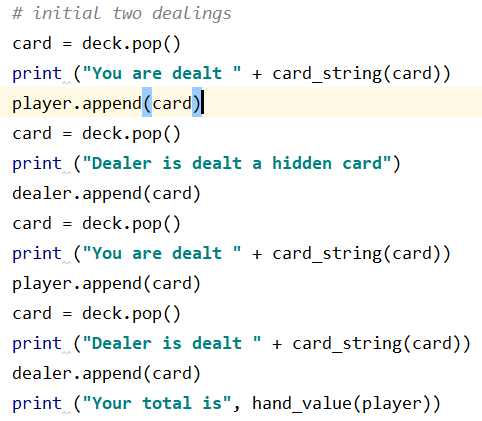 # initial two dealings
card = deck.pop()
print ("You are dealt " + card_string(card))
player.append(card)
card = deck.pop()
print ("Dealer is dealt a hidden card")
dealer.append(card)
card = deck.pop()
print ("You are dealt " + card_string(card))
player.append(card)
card = deck.pop()
print ("Dealer is dealt " + card_string(card))
dealer.append(card)
print ("Your total is", hand_value(player))